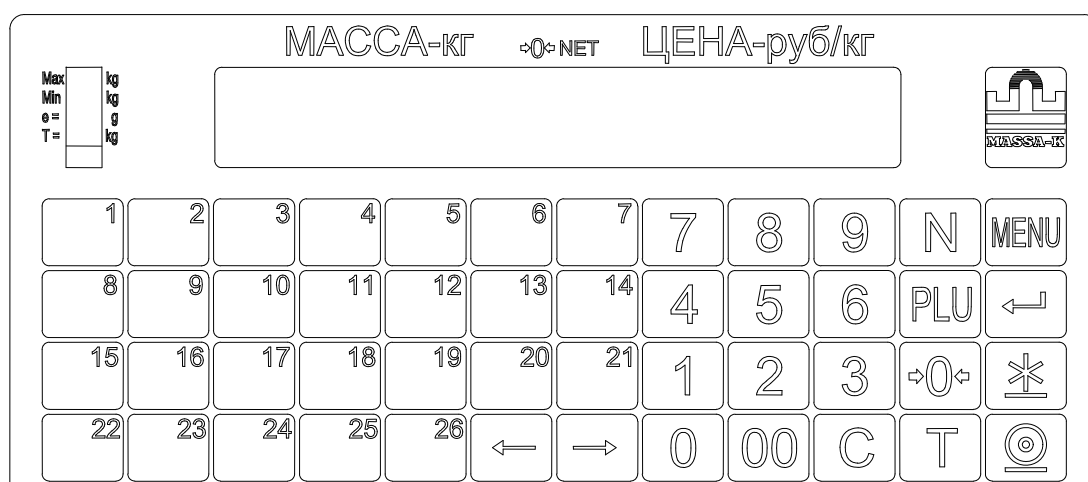 МАССА-кг →0← NET ЦЕНА-руб/кг
Max kg
Min kg
e = g
T = kg
MASSA-K
1 2 3 4 5 6 7 7 8 9 N MENU
8 9 10 11 12 13 14 4 5 6 PLU
15 16 17 18 19 20 21 1 2 3 →0← *
22 23 24 25 26 ← → 0 00 C T